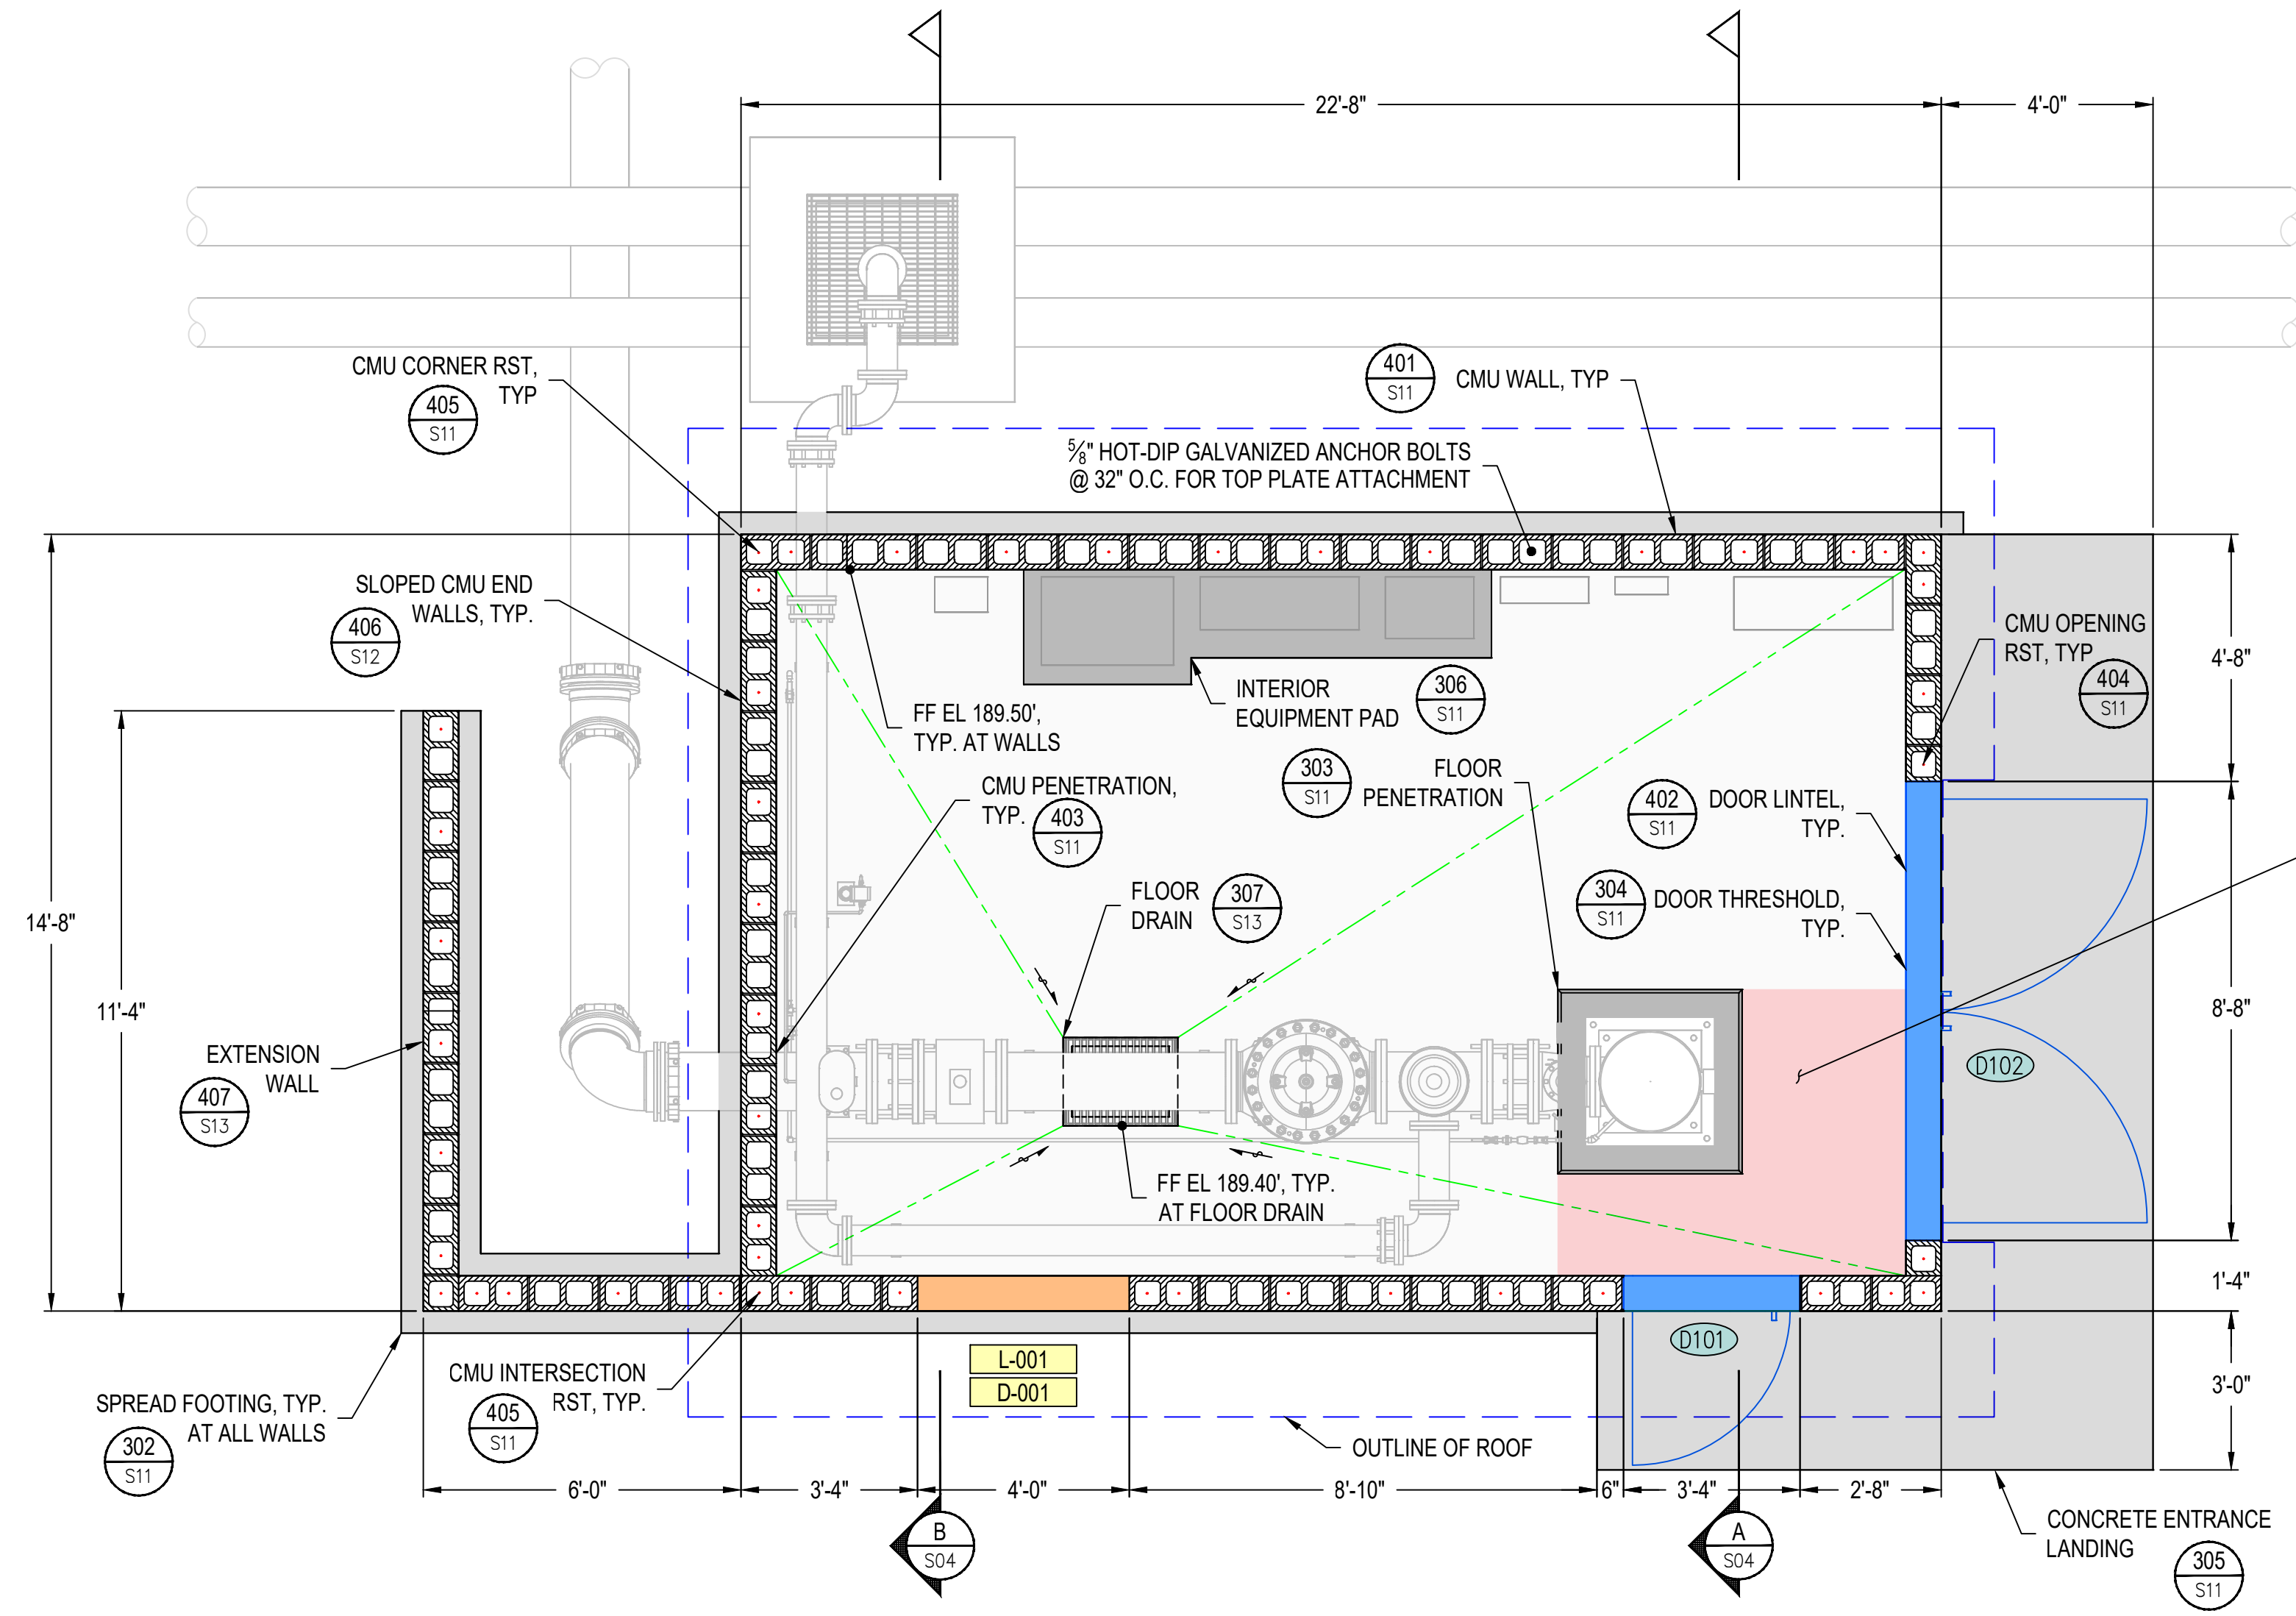 22'-8"
4'-0"
CMU CORNER RST,
TYP
405
S11
401
S11
CMU WALL, TYP
5/8" HOT-DIP GALVANIZED ANCHOR BOLTS
@ 32" O.C. FOR TOP PLATE ATTACHMENT
SLOPED CMU END
WALLS, TYP.
406
S12
CMU OPENING
RST, TYP
404
S11
4'-8"
INTERIOR
EQUIPMENT PAD
306
S11
FF EL 189.50',
TYP. AT WALLS
303
S11
FLOOR
PENETRATION
CMU PENETRATION,
TYP.
403
S11
402
S11
DOOR LINTEL,
TYP.
FLOOR
DRAIN
307
S13
304
S11
DOOR THRESHOLD,
TYP.
14'-8"
11'-4"
8'-8"
EXTENSION
WALL
407
S13
D102
FF EL 189.40', TYP.
AT FLOOR DRAIN
1'-4"
D101
L-001
D-001
CMU INTERSECTION
RST, TYP.
405
S11
3'-0"
SPREAD FOOTING, TYP.
AT ALL WALLS
302
S11
OUTLINE OF ROOF
6'-0"
3'-4"
4'-0"
8'-10"
6"
3'-4"
2'-8"
B
S04
A
S04
CONCRETE ENTRANCE
LANDING
305
S11